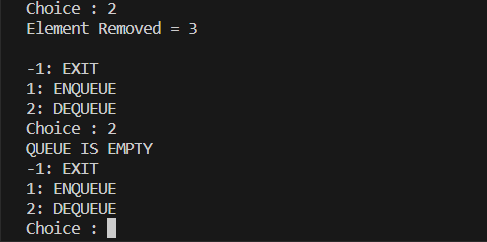 Choice : 2
Element Removed = 3
-1: EXIT
1: ENQUEUE
2: DEQUEUE
Choice : 2
QUEUE IS EMPTY
-1: EXIT
1: ENQUEUE
2: DEQUEUE
Choice :